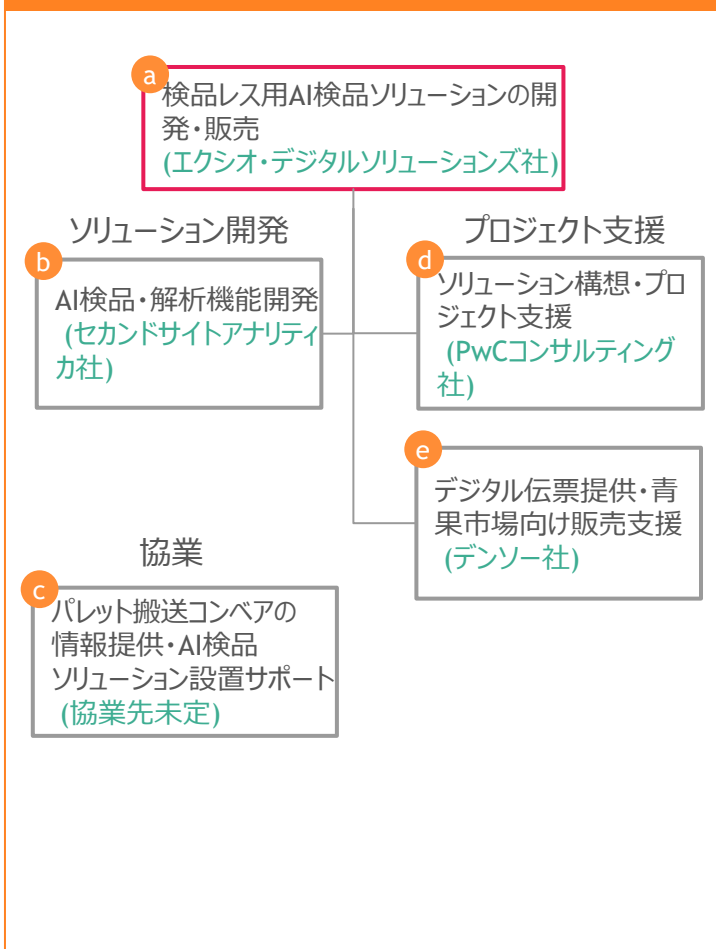 a
検品レス用AI検品ソリューションの開
発・販売
(エクシオ・デジタルソリューションズ社)
ソリューション開発
b
AI検品・解析機能開発
(セカンドサイトアナリティ
カ社)
プロジェクト支援
d
ソリューション構想・プロ
ジェクト支援
(PwCコンサルティング
社)
e
デジタル伝票提供・青
果市場向け販売支援
(デンソー社)
協業
c
パレット搬送コンベアの
情報提供・AI検品
ソリューション設置サポート
(協業先未定)